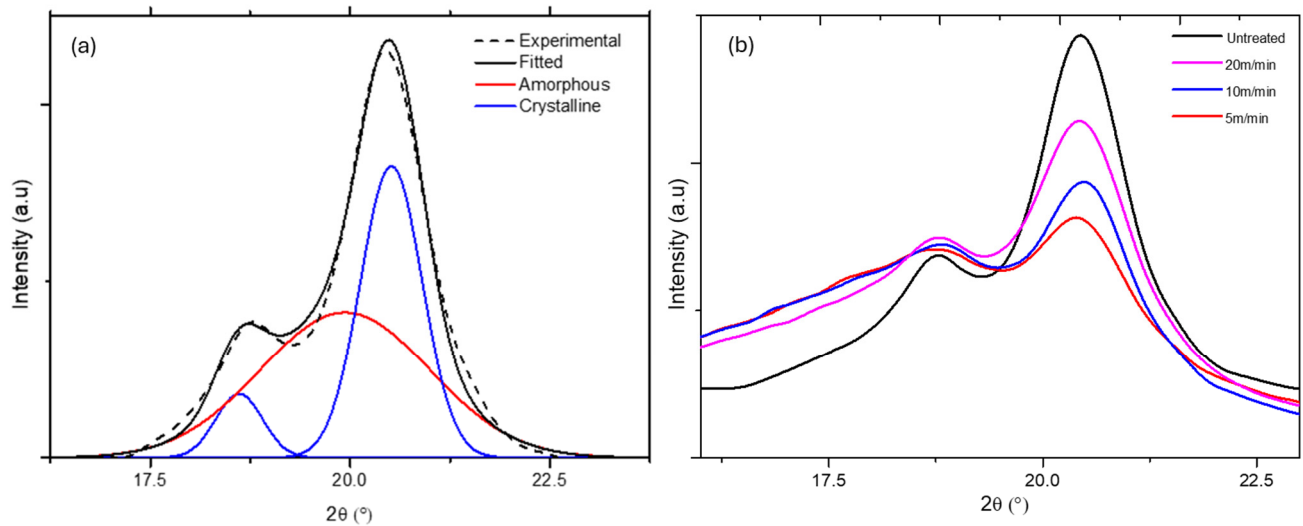 (a)
Experimental
Fitted
Amorphous
Crystalline
Intensity (a.u)
17.5 20.0 22.5
2θ (°)
(b)
Untreated
20m/min
10m/min
5m/min
Intensity (a.u)
17.5 20.0 22.5
2θ (°)